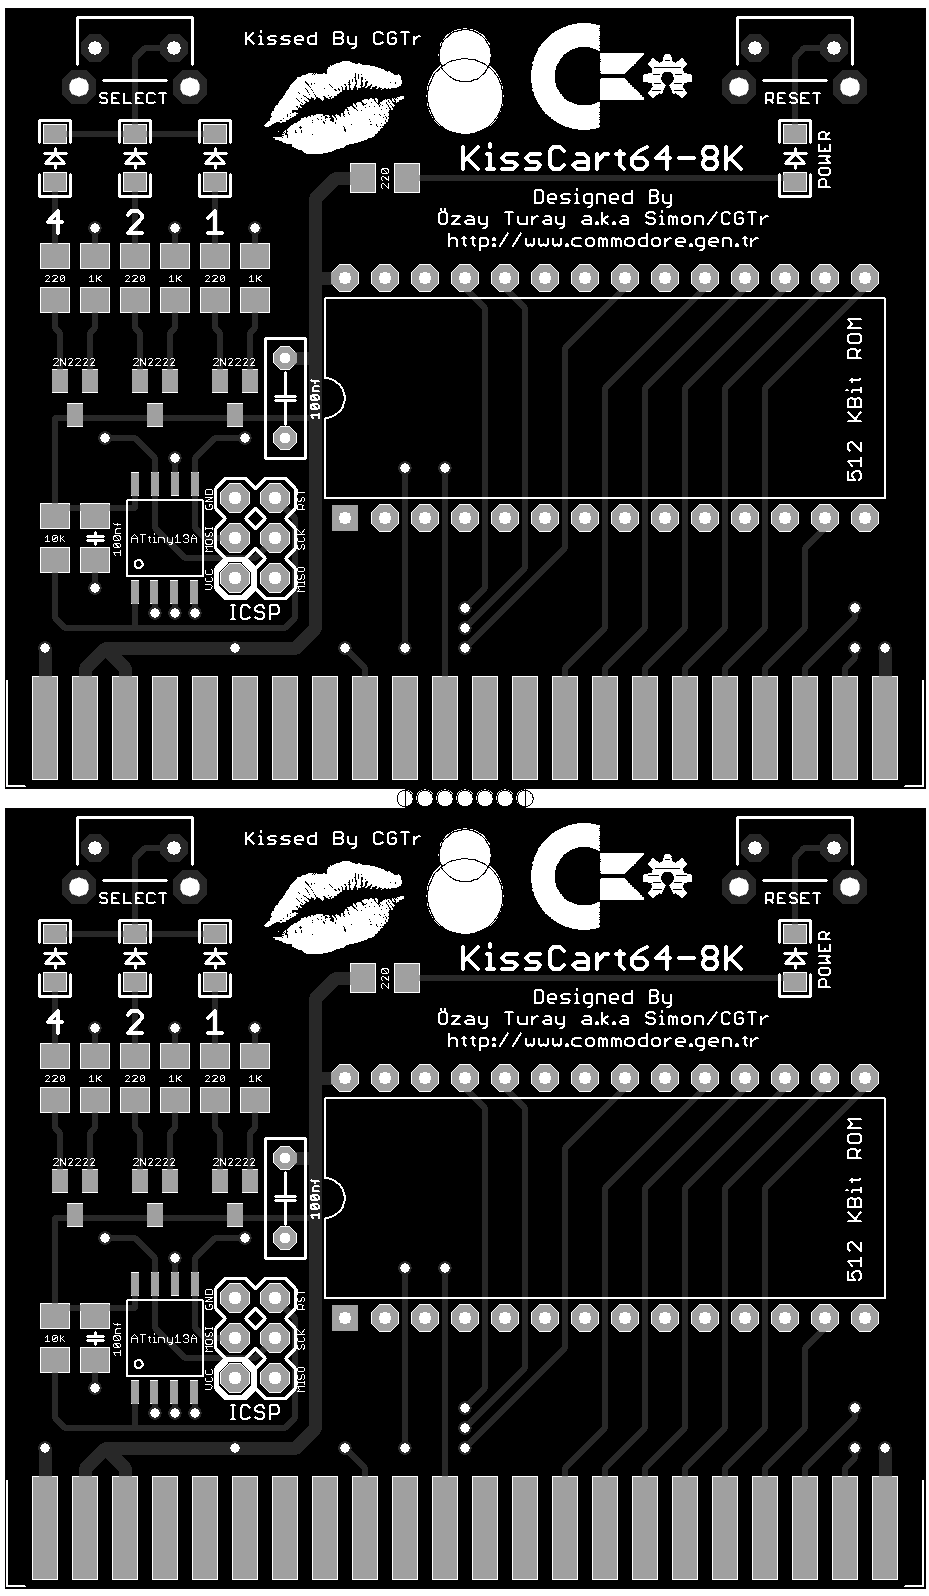 Kissed By CGTr
SELECT
RESET
POWER
KissCart64-8K
220
Designed By
Özay Turay a.k.a Simon/CGTr
http://www.commodore.gen.tr
4 2 1
220 1K 220 1K 220 1K
2N2222 2N2222 2N2222
100nf
512 KBit ROM
GND RST
10k 100nf ATtiny13A MOSI SCK
VCC MISO
ICSP
Kissed By CGTr
SELECT
RESET
POWER
KissCart64-8K
220
Designed By
Özay Turay a.k.a Simon/CGTr
http://www.commodore.gen.tr
4 2 1
220 1K 220 1K 220 1K
2N2222 2N2222 2N2222
100nf
512 KBit ROM
GND RST
10k 100nf ATtiny13A MOSI SCK
VCC MISO
ICSP